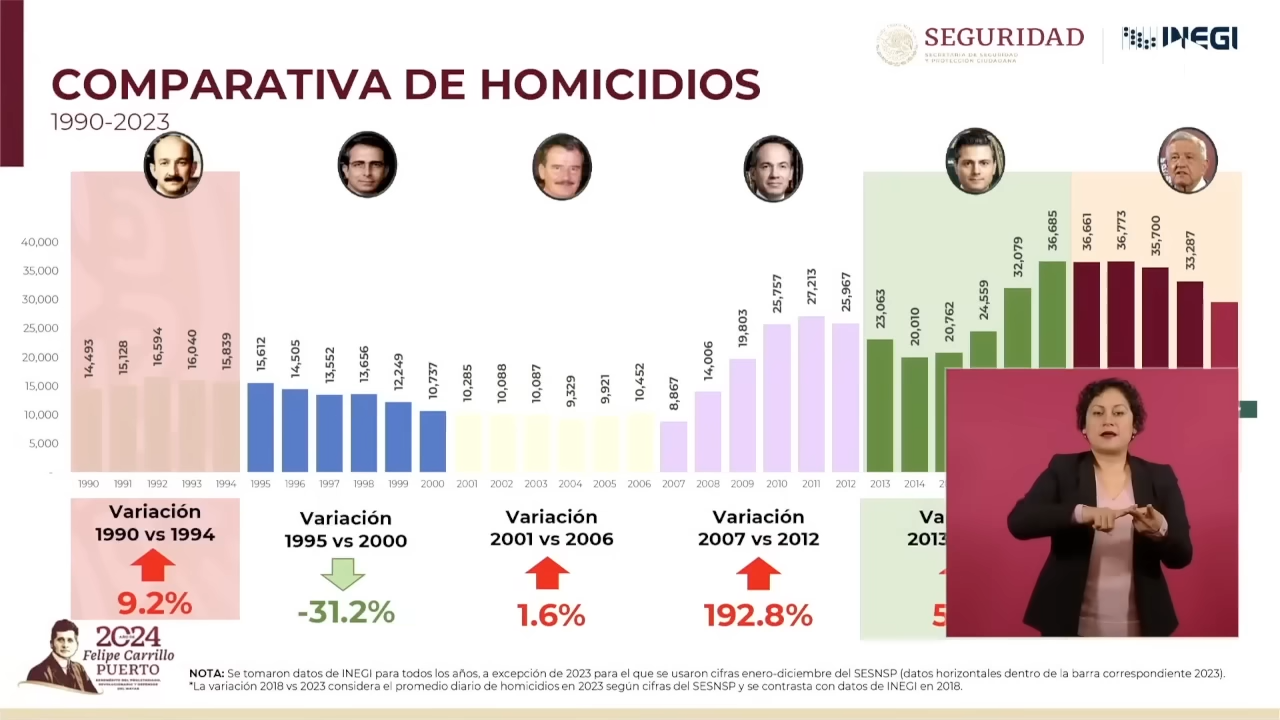 SEGURIDAD
SECRETARÍA DE SEGURIDAD
Y PROTECCIÓN CIUDADANA
INEGI
COMPARATIVA DE HOMICIDIOS
1990-2023
40,000
35,000
30,000
25,000
20,000
15,000
10,000
5,000
-
14,493
15,128
16,594
16,040
15,839
15,612
14,505
13,552
13,656
12,249
10,737
10,285
10,088
10,087
9,329
9,921
10,452
8,867
14,006
19,803
25,757
27,213
25,967
23,063
20,010
20,762
24,559
32,079
36,685
36,661
36,773
35,700
33,287
1990 1991 1992 1993 1994 1995 1996 1997 1998 1999 2000 2001 2002 2003 2004 2005 2006 2007 2008 2009 2010 2011 2012 2013 2014
Variación
1990 vs 1994
9.2%
Variación
1995 vs 2000
-31.2%
Variación
2001 vs 2006
1.6%
Variación
2007 vs 2012
192.8%
Va
2013
5
2024
Felipe Carrillo
PUERTO
NOTA: Se tomaron datos de INEGI para todos los años, a excepción de 2023 para el que se usaron cifras enero-diciembre del SESNSP (datos horizontales dentro de la barra correspondiente 2023).
*La variación 2018 vs 2023 considera el promedio diario de homicidios en 2023 según cifras del SESNSP y se contrasta con datos de INEGI en 2018.